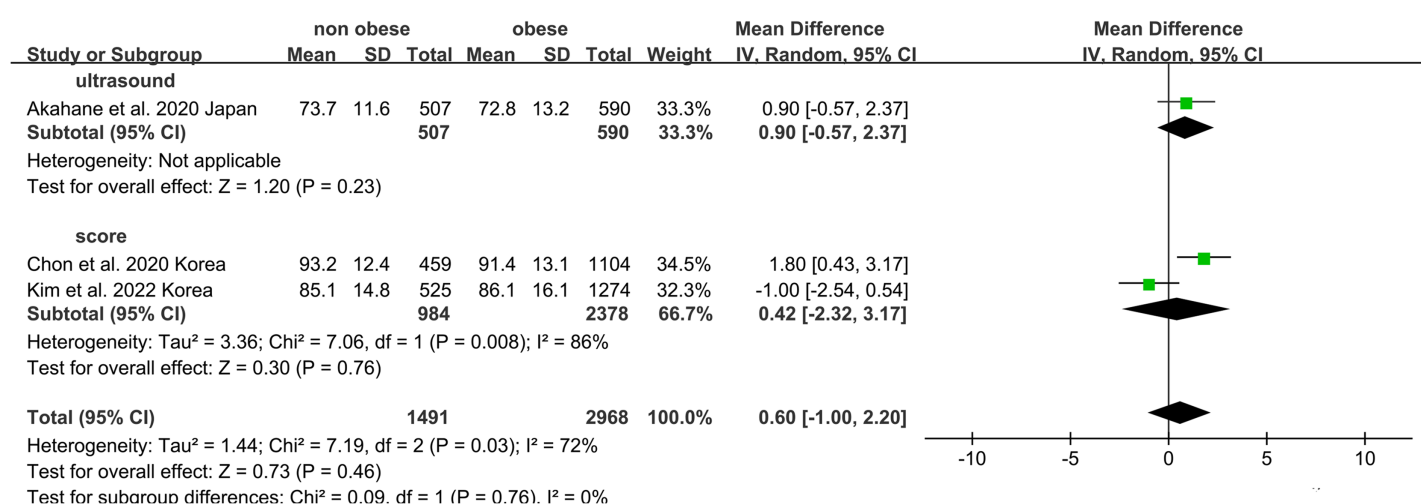 non obese obese Mean Difference Mean Difference
Study or Subgroup Mean SD Total Mean SD Total Weight IV, Random, 95% CI IV, Random, 95% CI
ultrasound
Akahane et al. 2020 Japan 73.7 11.6 507 72.8 13.2 590 33.3% 0.90 [-0.57, 2.37]
Subtotal (95% CI) 507 590 33.3% 0.90 [-0.57, 2.37]
Heterogeneity: Not applicable
Test for overall effect: Z = 1.20 (P = 0.23)
score
Chon et al. 2020 Korea 93.2 12.4 459 91.4 13.1 1104 34.5% 1.80 [0.43, 3.17]
Kim et al. 2022 Korea 85.1 14.8 525 86.1 16.1 1274 32.3% -1.00 [-2.54, 0.54]
Subtotal (95% CI) 984 2378 66.7% 0.42 [-2.32, 3.17]
Heterogeneity: Tau² = 3.36; Chi² = 7.06, df = 1 (P = 0.008); I² = 86%
Test for overall effect: Z = 0.30 (P = 0.76)
Total (95% CI) 1491 2968 100.0% 0.60 [-1.00, 2.20]
Heterogeneity: Tau² = 1.44; Chi² = 7.19, df = 2 (P = 0.03); I² = 72%
-10 -5 0 5 10
Test for overall effect: Z = 0.73 (P = 0.46)
Test for subgroup differences: Chi² = 0.09, df = 1 (P = 0.76), I² = 0%